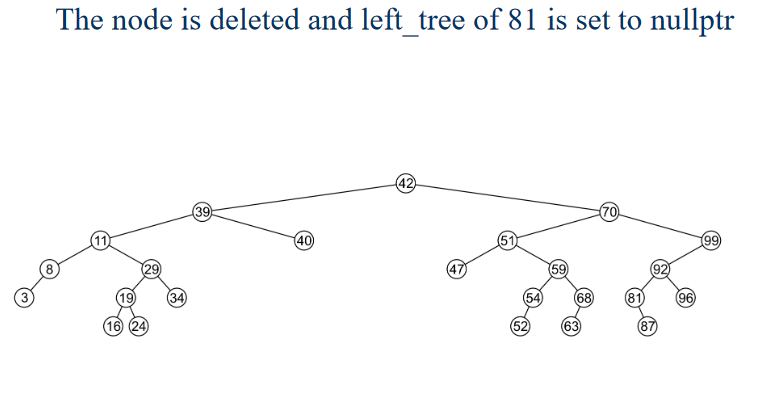 The node is deleted and left_tree of 81 is set to nullptr
42
39 70
11 40 51 99
8 29 47 59 92
3 19 34 54 68 81 96
16 24 52 63 87